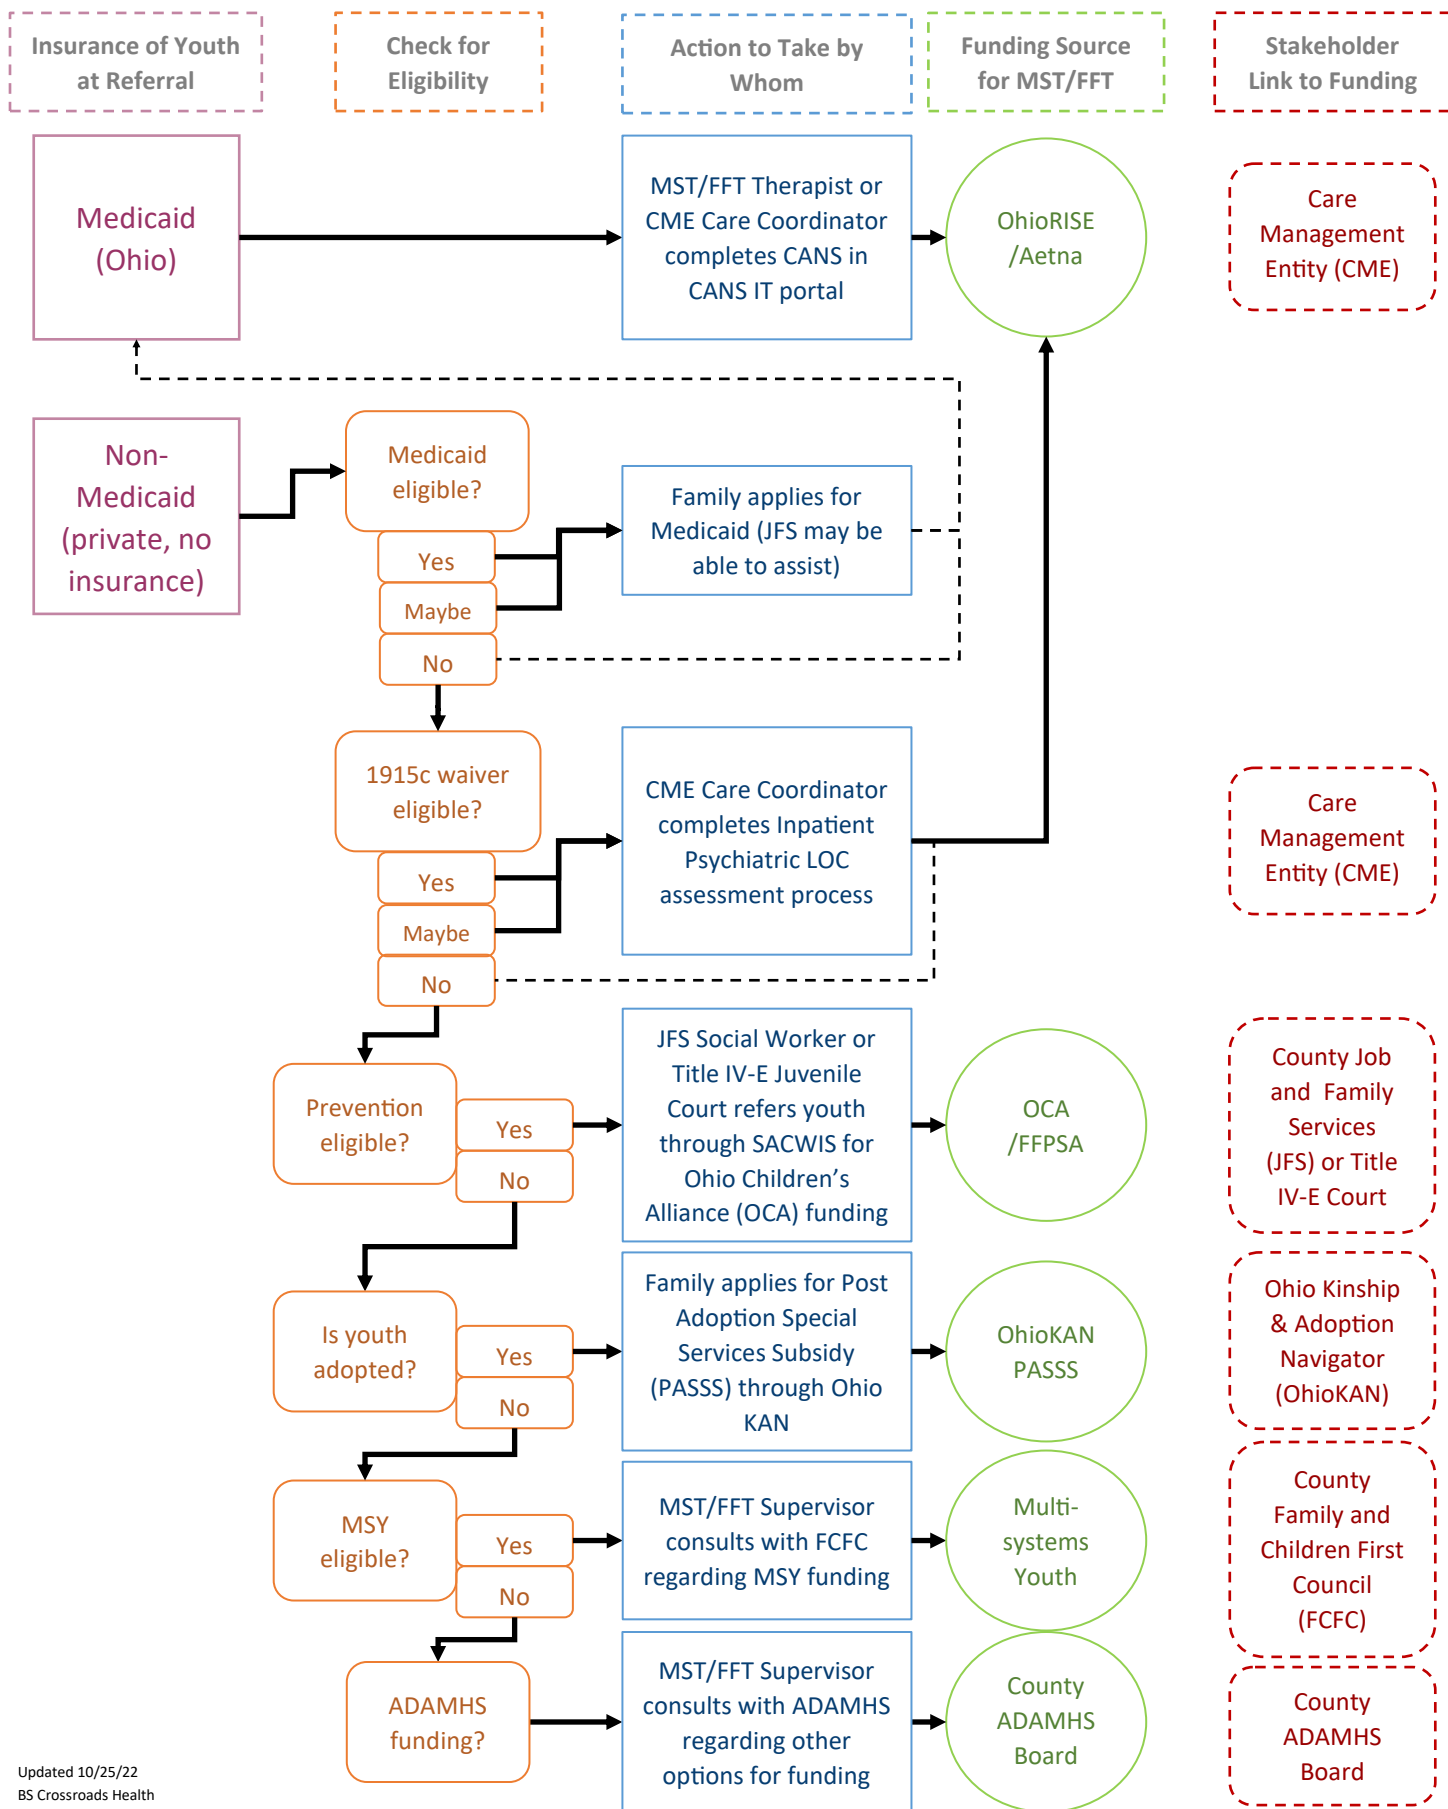 Insurance of Youth
at Referral
Check for
Eligibility
Action to Take by
Whom
Funding Source
for MST/FFT
Stakeholder
Link to Funding
Medicaid
(Ohio)
MST/FFT Therapist or
CME Care Coordinator
completes CANS in
CANS IT portal
OhioRISE
/Aetna
Care
Management
Entity (CME)
Non-
Medicaid
(private, no
insurance)
Medicaid
eligible?
Yes
Maybe
No
Family applies for
Medicaid (JFS may be
able to assist)
1915c waiver
eligible?
Yes
Maybe
No
CME Care Coordinator
completes Inpatient
Psychiatric LOC
assessment process
Care
Management
Entity (CME)
Prevention
eligible?
Yes
No
JFS Social Worker or
Title IV-E Juvenile
Court refers youth
through SACWIS for
Ohio Children’s
Alliance (OCA) funding
OCA
/FFPSA
County Job
and Family
Services
(JFS) or Title
IV-E Court
Is youth
adopted?
Yes
No
Family applies for Post
Adoption Special
Services Subsidy
(PASSS) through Ohio
KAN
OhioKAN
PASSS
Ohio Kinship
& Adoption
Navigator
(OhioKAN)
MSY
eligible?
Yes
No
MST/FFT Supervisor
consults with FCFC
regarding MSY funding
Multi-
systems
Youth
County
Family and
Children First
Council
(FCFC)
ADAMHS
funding?
MST/FFT Supervisor
consults with ADAMHS
regarding other
options for funding
County
ADAMHS
Board
County
ADAMHS
Board
Updated 10/25/22
BS Crossroads Health